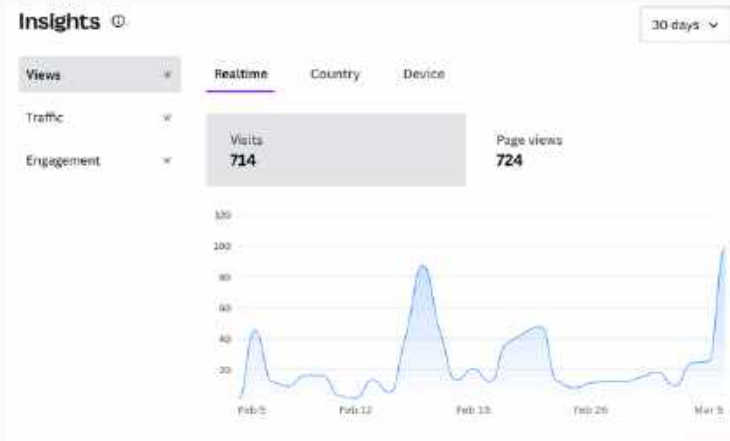 Insights
30 days
Views
Traffic
Engagement
Realtime
Country
Device
Visits
714
Page views
724
120
100
80
60
40
20
Feb 5
Feb 12
Feb 19
Feb 26
Mar 5